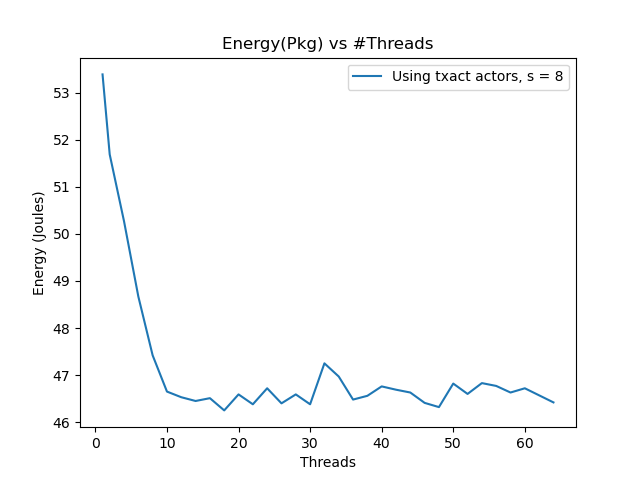 Energy(Pkg) vs #Threads
Using txact actors, s = 8
Energy (Joules)
53
52
51
50
49
48
47
46
0 10 20 30 40 50 60
Threads